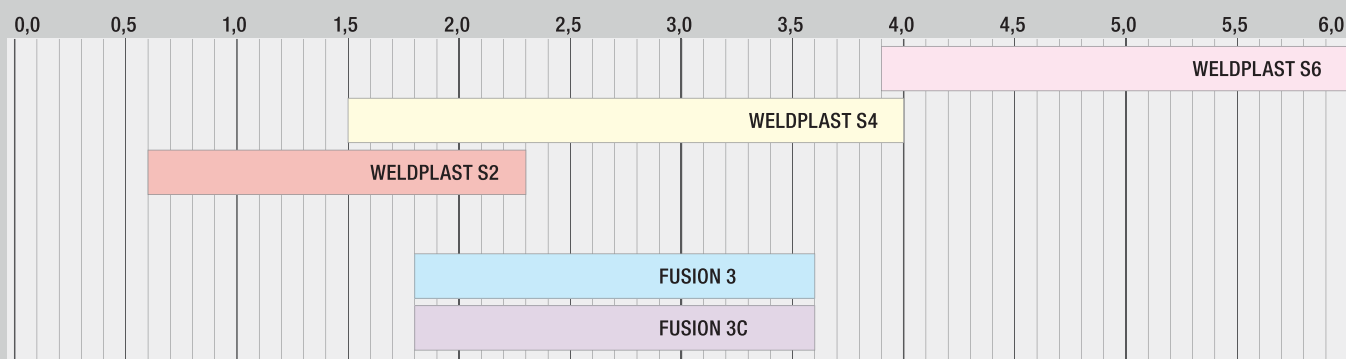 0,0 0,5 1,0 1,5 2,0 2,5 3,0 3,5 4,0 4,5 5,0 5,5 6,0
WELDPLAST S6
WELDPLAST S4
WELDPLAST S2
FUSION 3
FUSION 3C